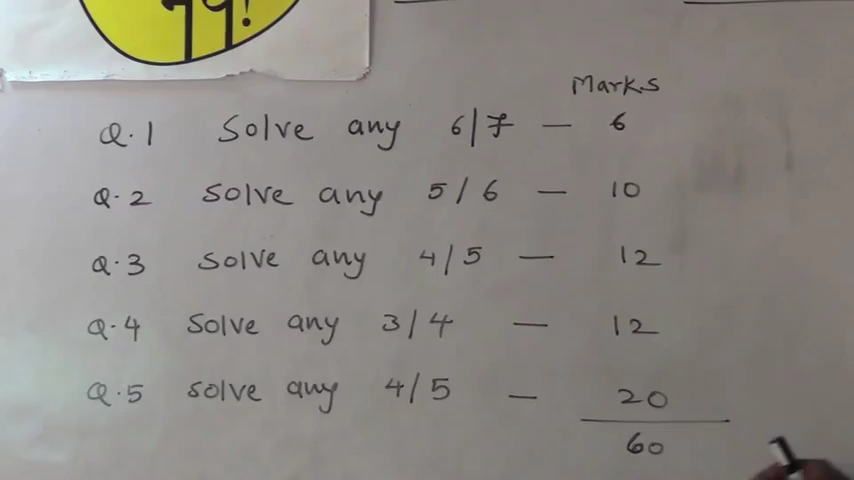 Marks
Q.1 Solve any 6/7 — 6
Q.2 Solve any 5/6 — 10
Q.3 Solve any 4/5 — 12
Q.4 Solve any 3/4 — 12
Q.5 Solve any 4/5 — 20
60